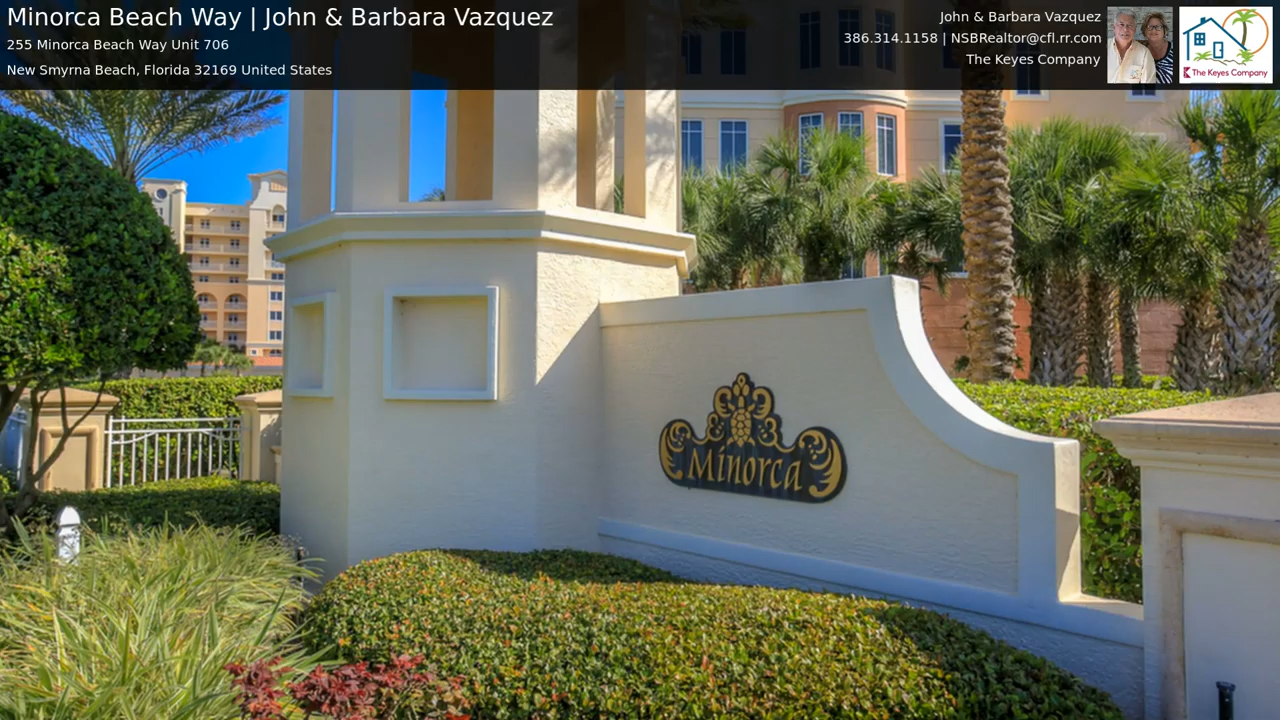 Minorca Beach Way | John & Barbara Vazquez
255 Minorca Beach Way Unit 706
New Smyrna Beach, Florida 32169 United States
John & Barbara Vazquez
386.314.1158 | NSBRealtor@cfl.rr.com
The Keyes Company
The Keyes Company
Minorca